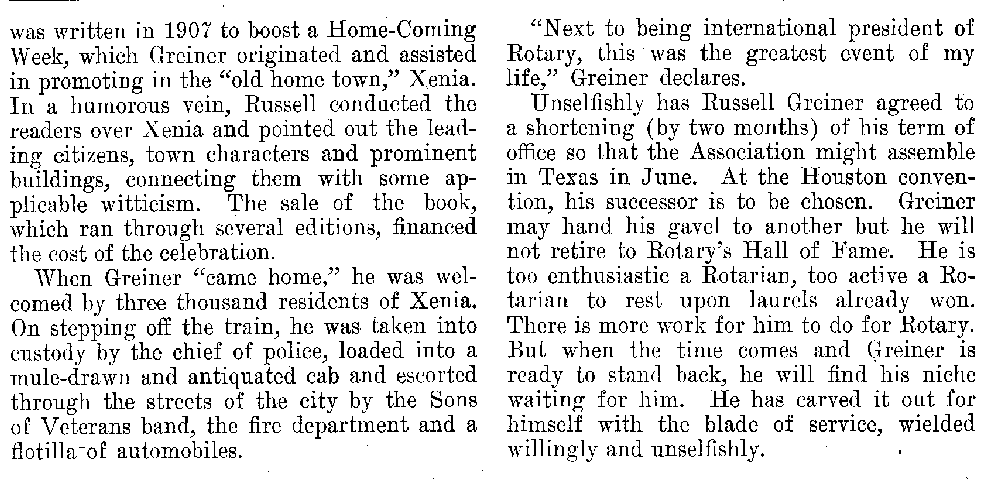 was written in 1907 to boost a Home-Coming
Week, which Greiner originated and assisted
in promoting in the “old home town,” Xenia.
In a humorous vein, Russell conducted the
readers over Xenia and pointed out the lead-
ing citizens, town characters and prominent
buildings, connecting them with some ap-
plicable witticism. The sale of the book,
which ran through several editions, financed
the cost of the celebration.
When Greiner “came home,” he was wel-
comed by three thousand residents of Xenia.
On stepping off the train, he was taken into
custody by the chief of police, loaded into a
mule-drawn and antiquated cab and escorted
through the streets of the city by the Sons
of Veterans band, the fire department and a
flotilla of automobiles.
“Next to being international president of
Rotary, this was the greatest event of my
life,” Greiner declares.
Unselfishly has Russell Greiner agreed to
a shortening (by two months) of his term of
office so that the Association might assemble
in Texas in June. At the Houston conven-
tion, his successor is to be chosen. Greiner
may hand his gavel to another but he will
not retire to Rotary’s Hall of Fame. He is
too enthusiastic a Rotarian, too active a Ro-
tarian to rest upon laurels already won.
There is more work for him to do for Rotary.
But when the time comes and Greiner is
ready to stand back, he will find his niche
waiting for him. He has carved it out for
himself with the blade of service, wielded
willingly and unselfishly.